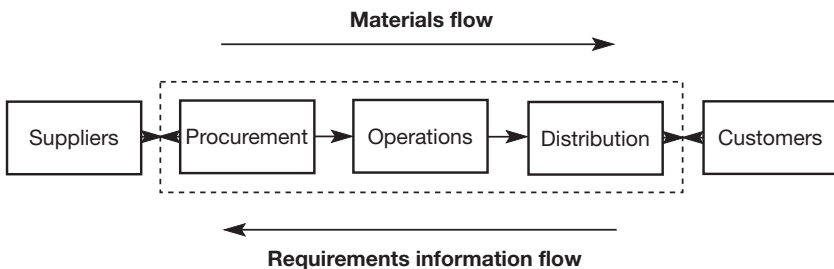 Materials flow
Suppliers
Procurement
Operations
Distribution
Customers
Requirements information flow